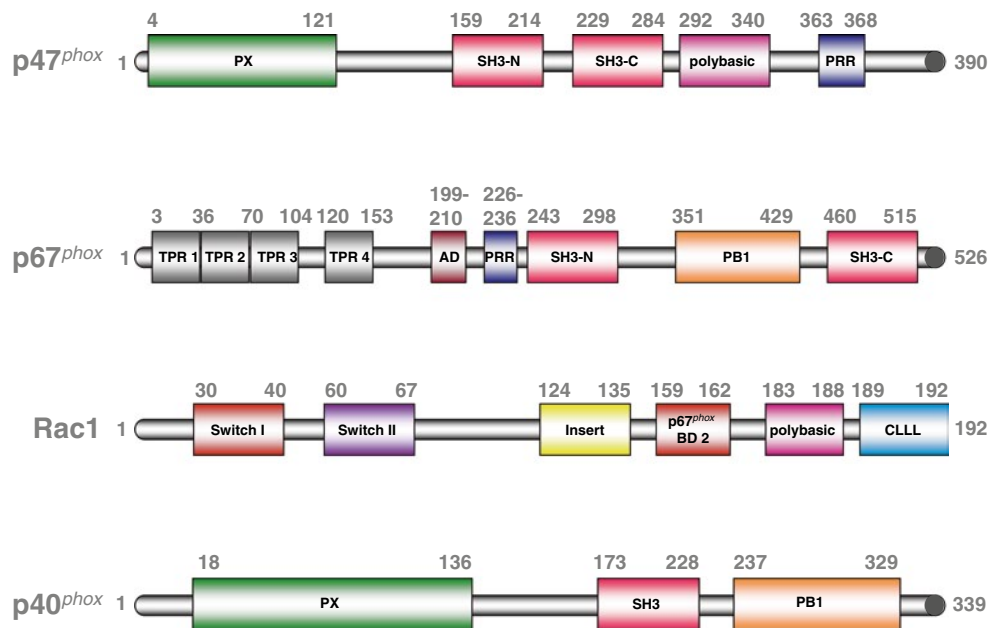 4 121 159 214 229 284 292 340 363 368
p47phox 1 PX SH3-N SH3-C polybasic PRR 390
199- 226-
3 36 70 104 120 153 210 236 243 298 351 429 460 515
p67phox 1 TPR 1 TPR 2 TPR 3 TPR 4 AD PRR SH3-N PB1 SH3-C 526
30 40 60 67 124 135 159 162 183 188 189 192
Rac1 1 Switch I Switch II Insert p67phox BD 2 polybasic CLLL 192
18 136 173 228 237 329
p40phox 1 PX SH3 PB1 339